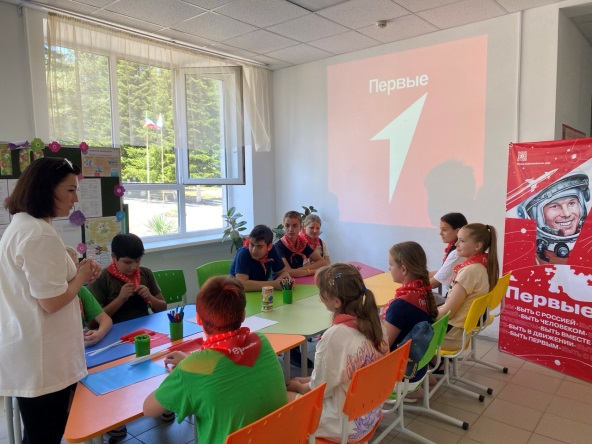 Первые
Первые
БЫТЬ С РОССИЕЙ
БЫТЬ ЧЕЛОВЕКОМ
БЫТЬ ВМЕСТЕ
БЫТЬ В ДВИЖЕНИИ
БЫТЬ ПЕРВЫМ